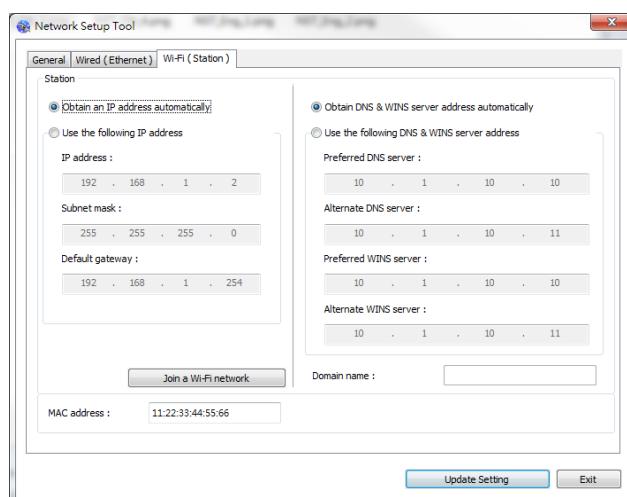 Network Setup Tool
General
Wired ( Ethernet )
Wi-Fi ( Station )
Station
Obtain an IP address automatically
Use the following IP address
IP address :
192 . 168 . 1 . 2
Subnet mask :
255 . 255 . 255 . 0
Default gateway :
192 . 168 . 1 . 254
Join a Wi-Fi network
Obtain DNS & WINS server address automatically
Use the following DNS & WINS server address
Preferred DNS server :
10 . 1 . 10 . 10
Alternate DNS server :
10 . 1 . 10 . 11
Preferred WINS server :
10 . 1 . 10 . 10
Alternate WINS server :
10 . 1 . 10 . 11
Domain name :
MAC address :
11:22:33:44:55:66
Update Setting
Exit